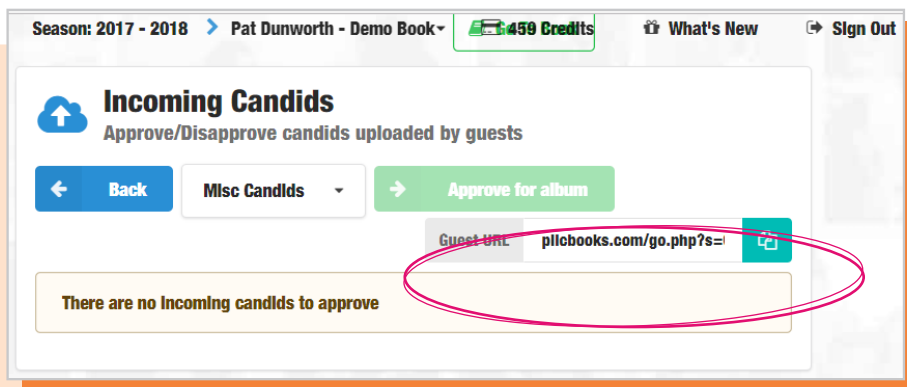 Season: 2017 - 2018 Pat Dunworth - Demo Book 459 Credits What's New Sign Out
Incoming Candids
Approve/Disapprove candids uploaded by guests
Back Misc Candids Approve for album
Guest URL plicbooks.com/go.php?s=
There are no incoming candids to approve